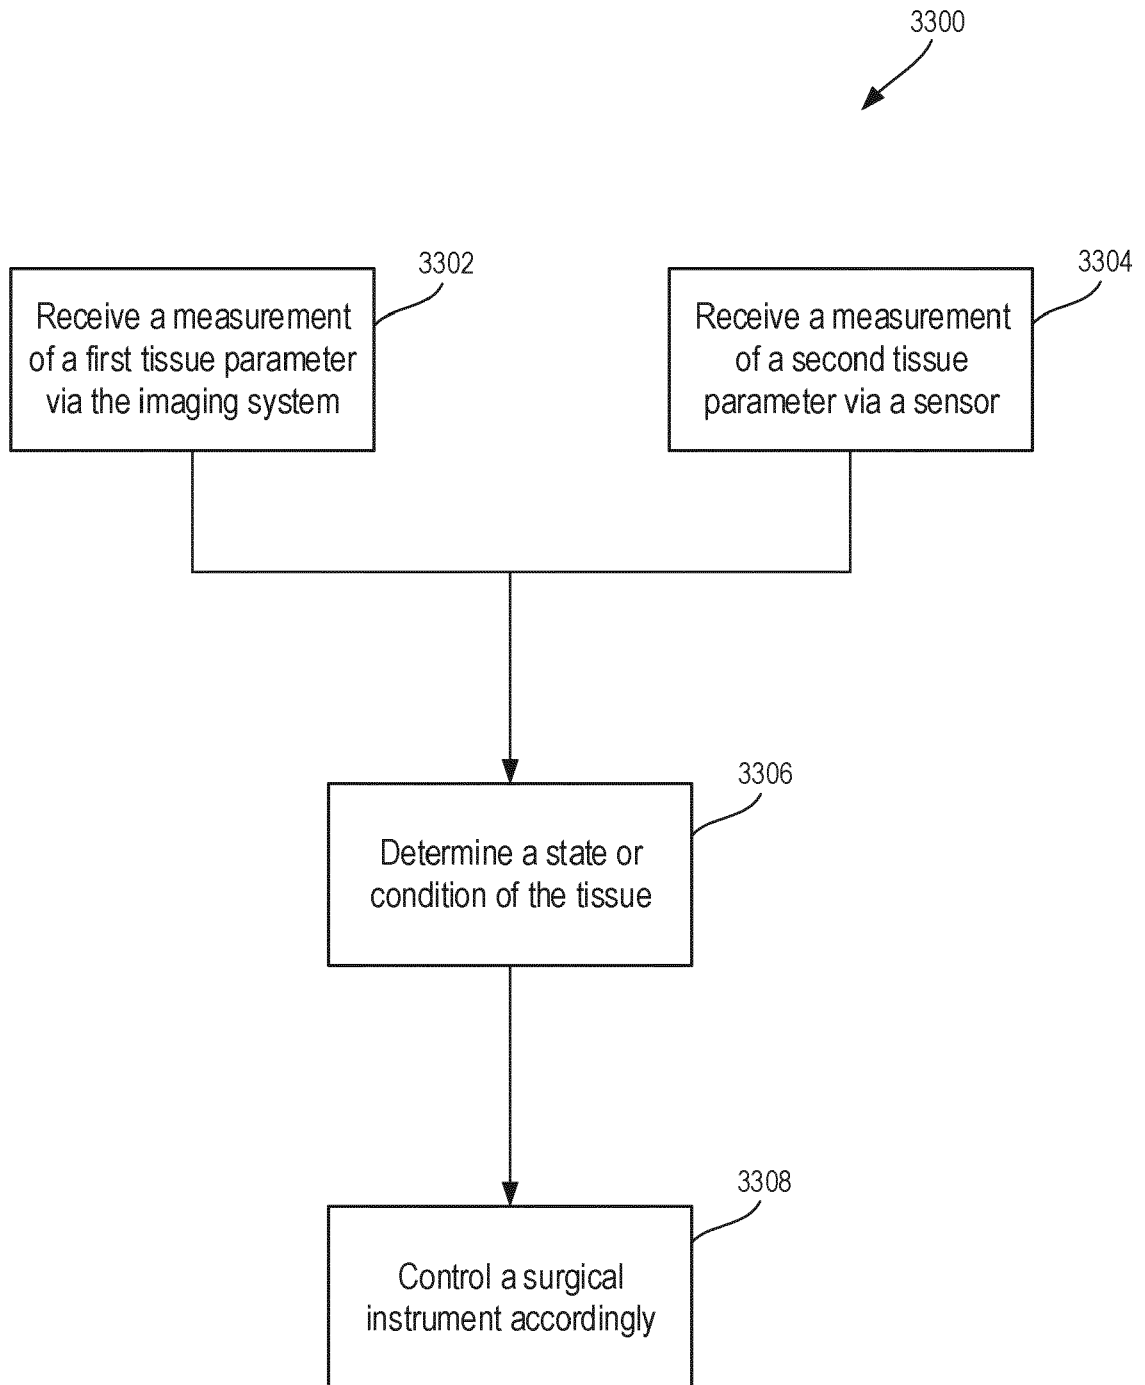 3300
3302
Receive a measurement
of a first tissue parameter
via the imaging system
3304
Receive a measurement
of a second tissue
parameter via a sensor
3306
Determine a state or
condition of the tissue
3308
Control a surgical
instrument accordingly